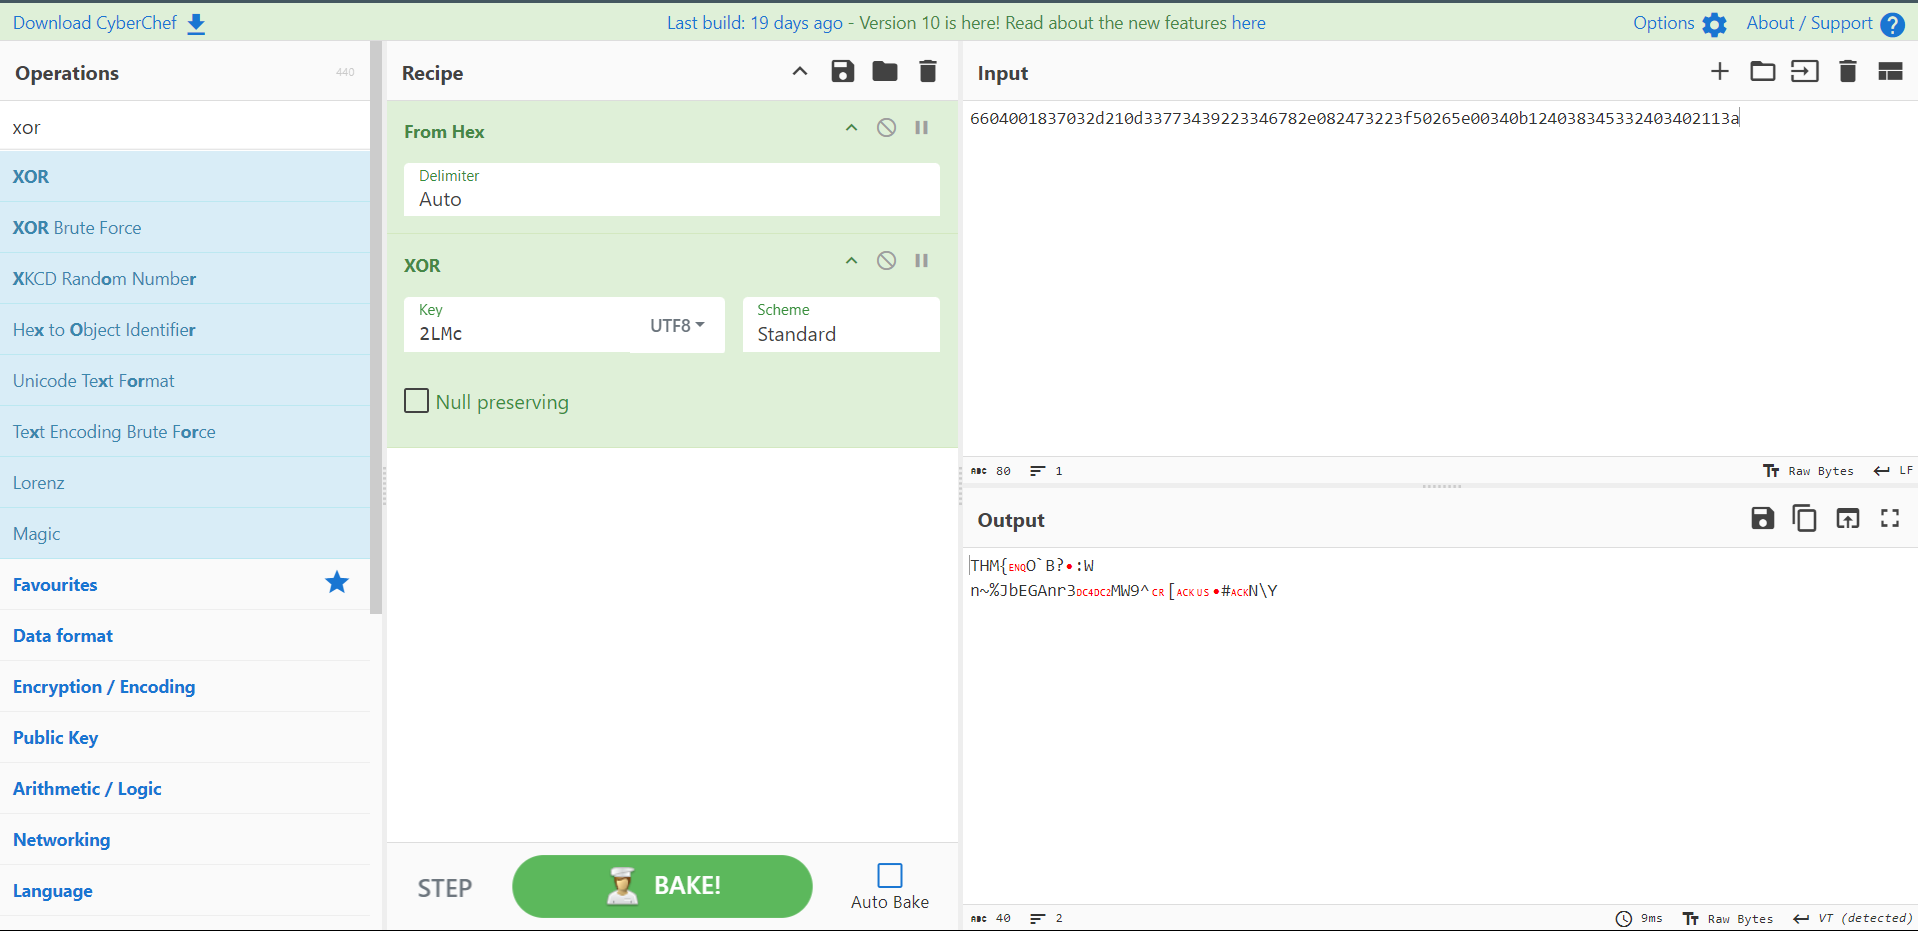 Download CyberChef
Last build: 19 days ago - Version 10 is here! Read about the new features here
Options
About / Support
Operations
440
xor
XOR
XOR Brute Force
XKCD Random Number
Hex to Object Identifier
Unicode Text Format
Text Encoding Brute Force
Lorenz
Magic
Favourites
Data format
Encryption / Encoding
Public Key
Arithmetic / Logic
Networking
Language
Recipe
From Hex
Delimiter
Auto
XOR
Key
2LMc
UTF8
Scheme
Standard
Null preserving
STEP
BAKE!
Auto Bake
Input
6604001837032d210d33773439223346782e082473223f50265e00340b124038345332403402113a
ABC 80
1
Tт Raw Bytes
LF
Output
THM{ENQO`B?•:W
n~%JbEGAnr3DC4DC2MW9^CR[ACKUS•#ACKN\Y
ABC 40
2
9ms
Tт Raw Bytes
VT (detected)